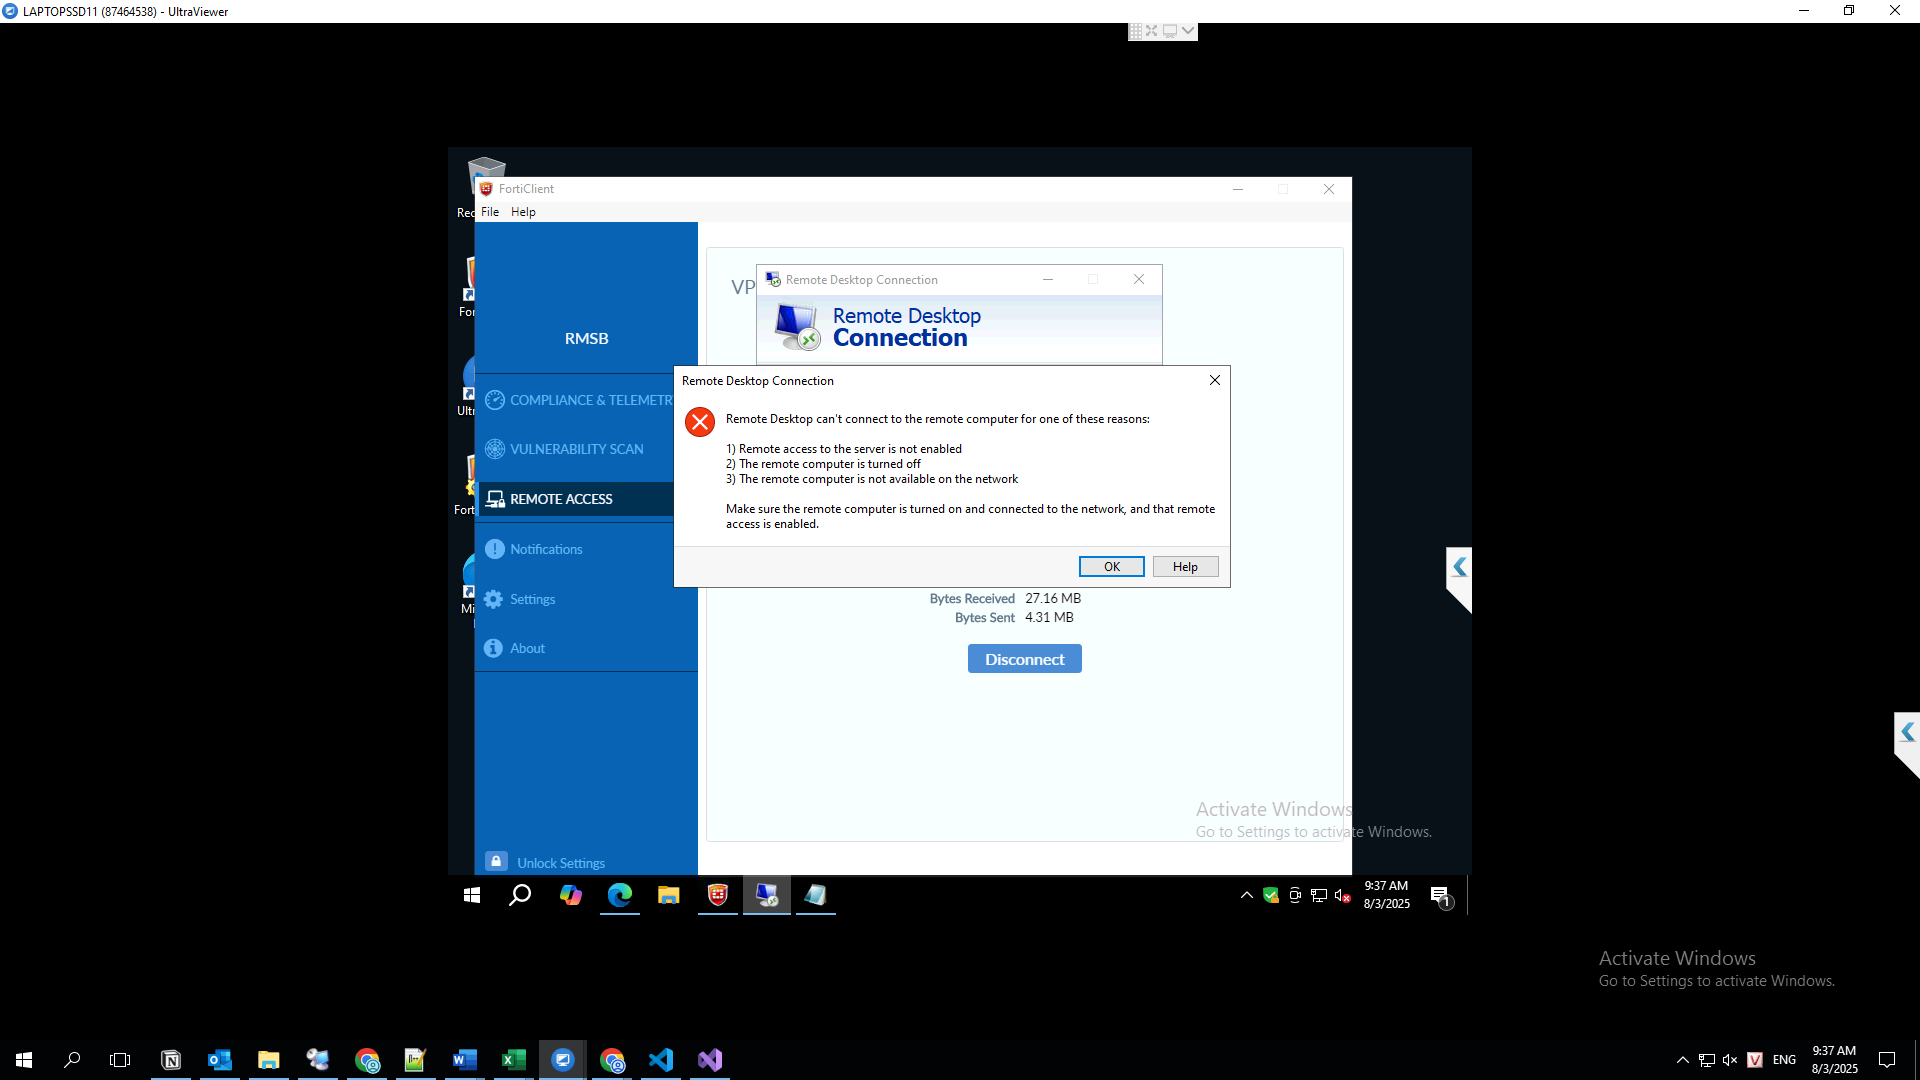 LAPTOPSSD11 (87464538) - UltraViewer
FortiClient
File Help
RMSB
COMPLIANCE & TELEMETR
VULNERABILITY SCAN
REMOTE ACCESS
Notifications
Settings
About
Unlock Settings
VP
Remote Desktop Connection
Remote Desktop
Connection
Remote Desktop Connection
Remote Desktop can't connect to the remote computer for one of these reasons:
1) Remote access to the server is not enabled
2) The remote computer is turned off
3) The remote computer is not available on the network
Make sure the remote computer is turned on and connected to the network, and that remote
access is enabled.
OK Help
Bytes Received 27.16 MB
Bytes Sent 4.31 MB
Disconnect
Rec
For
Ultr
Fort
Mi
Activate Windows
Go to Settings to activate Windows.
9:37 AM
8/3/2025
1
Activate Windows
Go to Settings to activate Windows.
ENG
9:37 AM
8/3/2025